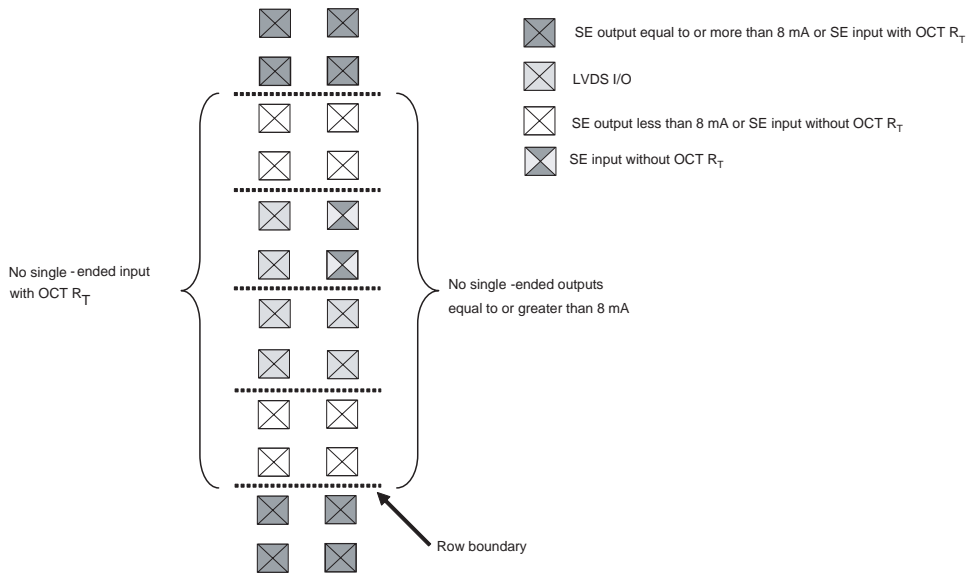 SE output equal to or more than 8 mA or SE input with OCT R_T
LVDS I/O
SE output less than 8 mA or SE input without OCT R_T
SE input without OCT R_T
No single -ended input
with OCT R_T
No single -ended outputs
equal to or greater than 8 mA
Row boundary